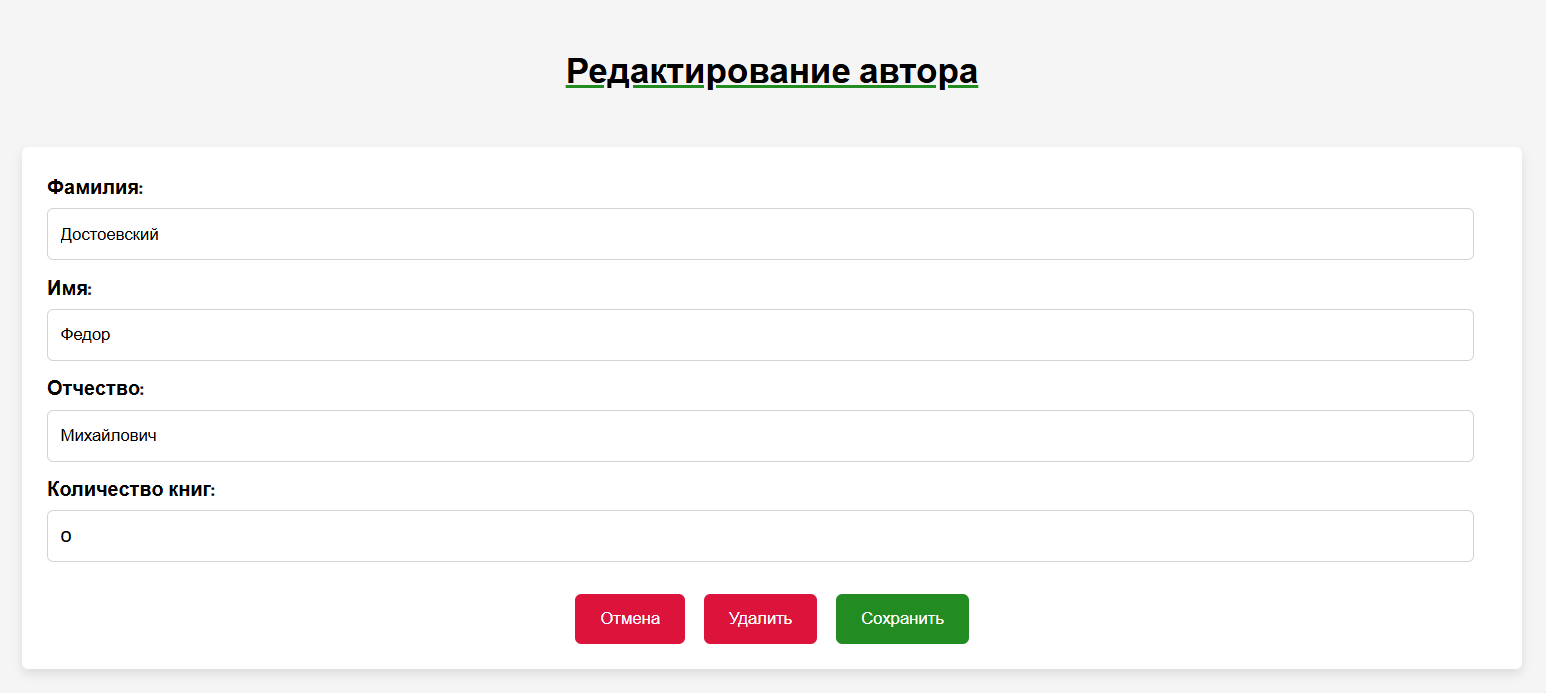 Редактирование автора
Фамилия:
Достоевский
Имя:
Федор
Отчество:
Михайлович
Количество книг:
0
Отмена Удалить Сохранить